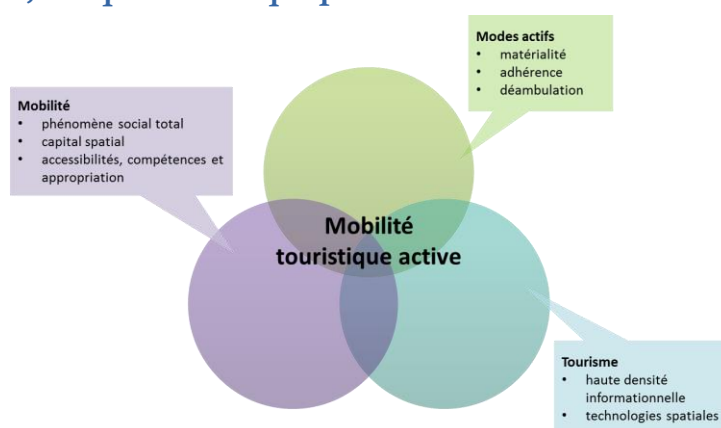 Modes actifs
• matérialité
• adhérence
• déambulation
Mobilité
• phénomène social total
• capital spatial
• accessibilités, compétences et
appropriation
Mobilité
touristique active
Tourisme
• haute densité
informationnelle
• technologies spatiales